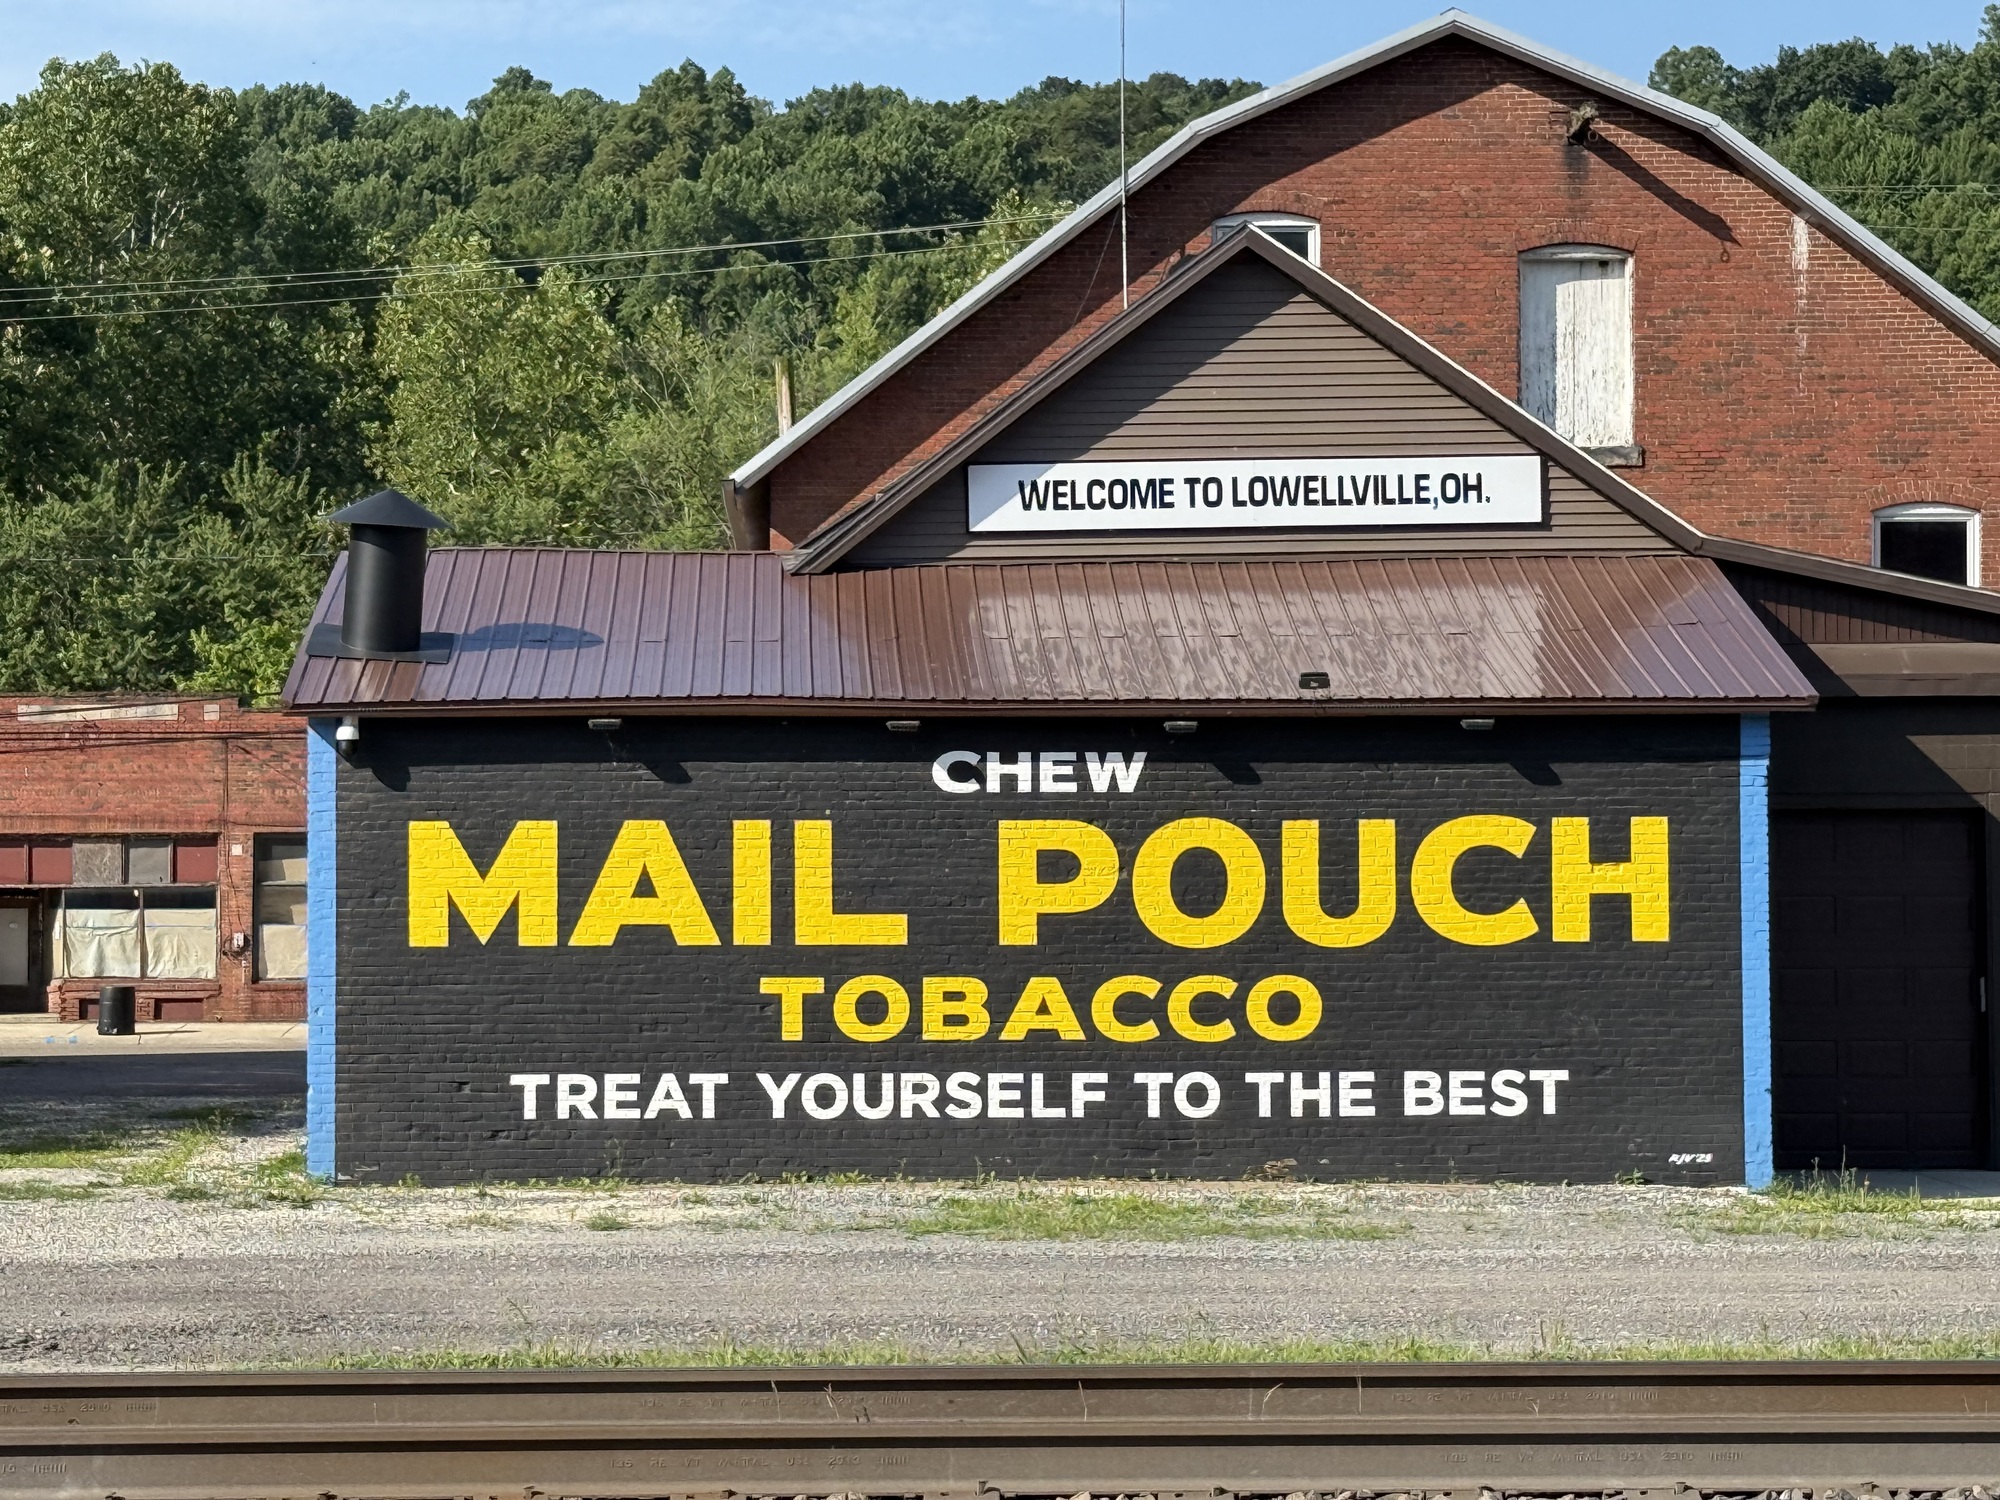 WELCOME TO LOWELLVILLE,OH.
CHEW
MAIL POUCH
TOBACCO
TREAT YOURSELF TO THE BEST